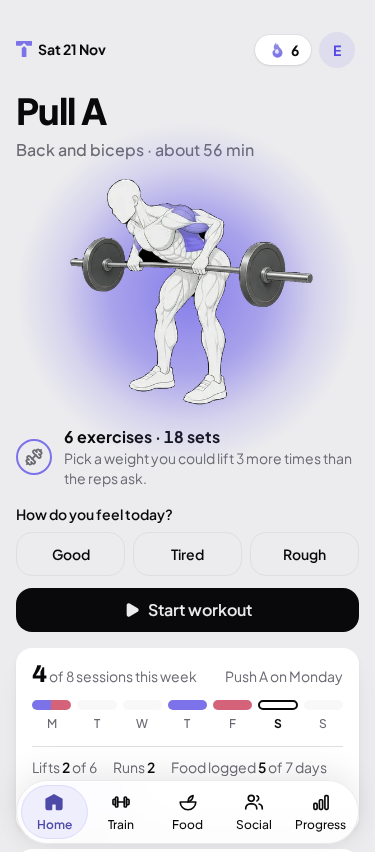 Sat 21 Nov
6
E
Pull A
Back and biceps · about 56 min
6 exercises · 18 sets
Pick a weight you could lift 3 more times than
the reps ask.
How do you feel today?
Good
Tired
Rough
Start workout
4 of 8 sessions this week
Push A on Monday
M T W T F S S
Lifts 2 of 6 Runs 2 Food logged 5 of 7 days
Home
Train
Food
Social
Progress